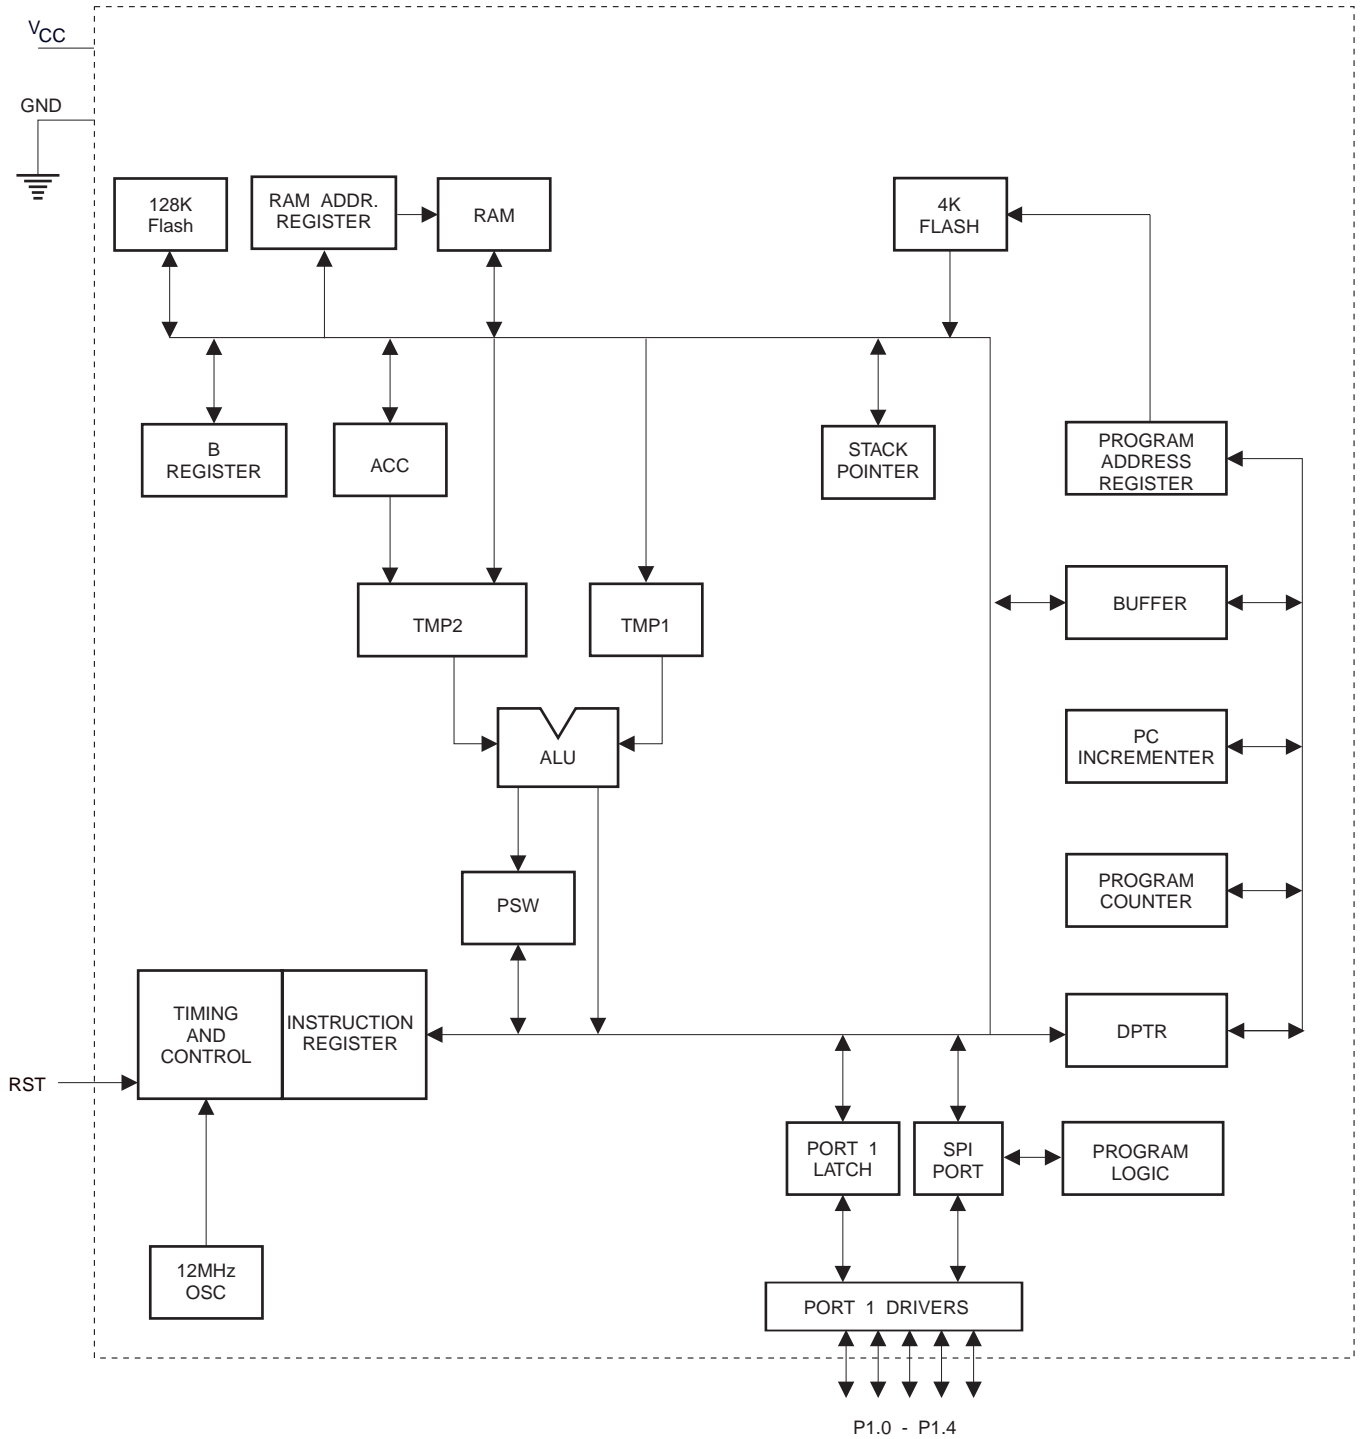 VCC
GND
128K
Flash
RAM ADDR.
REGISTER
RAM
4K
FLASH
B
REGISTER
ACC
STACK
POINTER
PROGRAM
ADDRESS
REGISTER
TMP2
TMP1
BUFFER
ALU
PC
INCREMENTER
PSW
PROGRAM
COUNTER
TIMING
AND
CONTROL
INSTRUCTION
REGISTER
DPTR
RST
PORT 1
LATCH
SPI
PORT
PROGRAM
LOGIC
12MHz
OSC
PORT 1 DRIVERS
P1.0 - P1.4